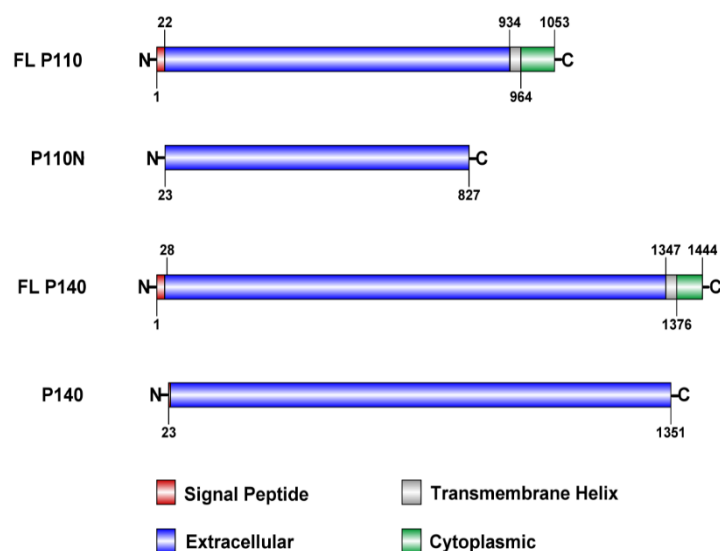 22 934 1053
FL P110 N C
1 964
P110N N C
23 827
28 1347 1444
FL P140 N C
1 1376
P140 N C
23 1351
Signal Peptide Transmembrane Helix
Extracellular Cytoplasmic